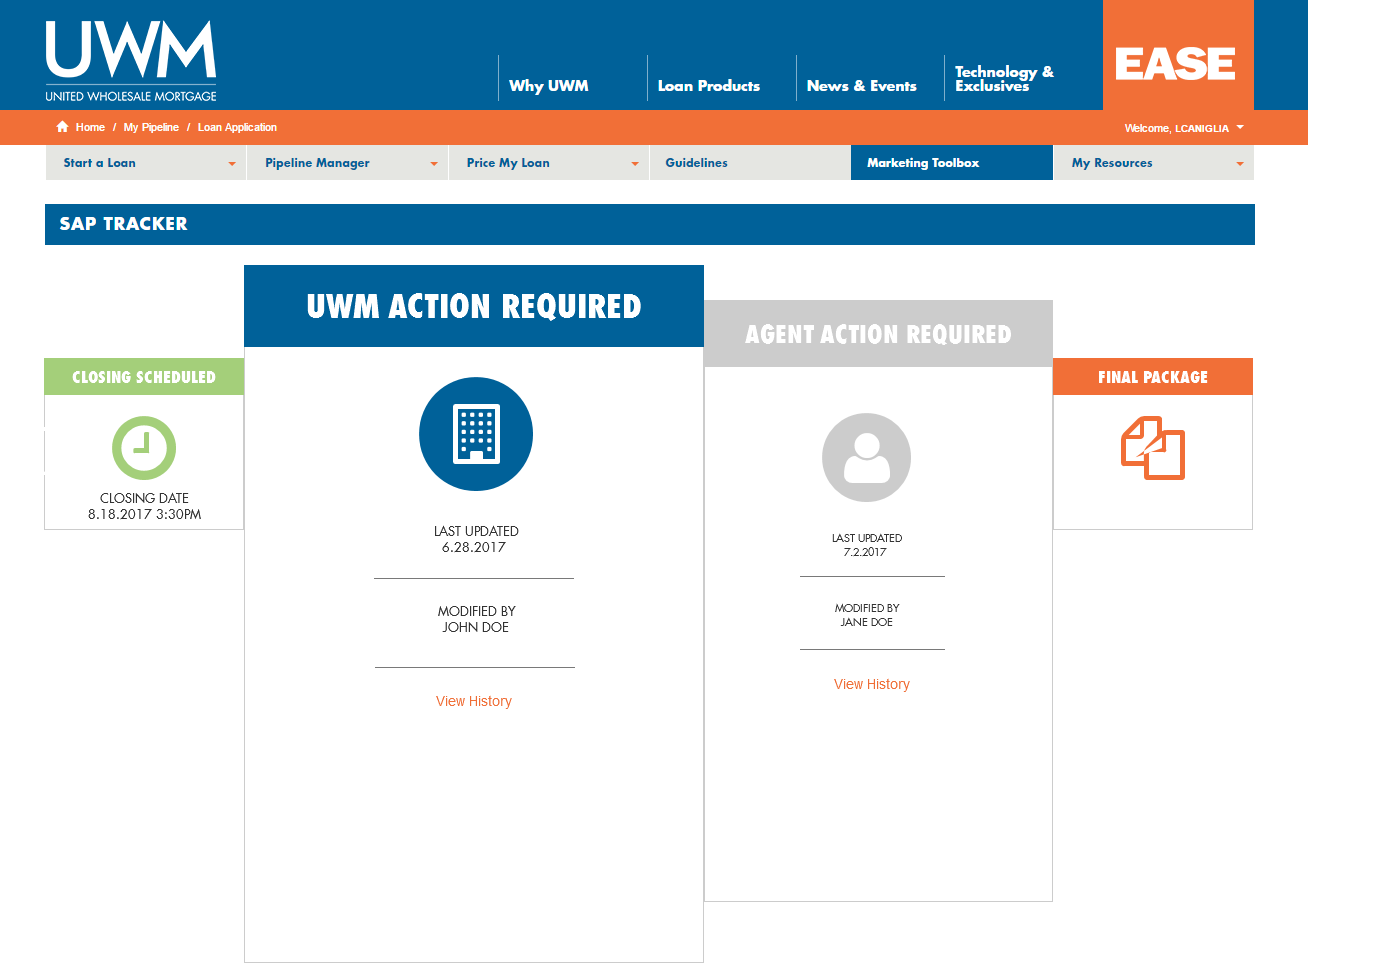 UWM
UNITED WHOLESALE MORTGAGE
Why UWM
Loan Products
News & Events
Technology &
Exclusives
EASE
Home / My Pipeline / Loan Application
Welcome, LCANIGLIA
Start a Loan
Pipeline Manager
Price My Loan
Guidelines
Marketing Toolbox
My Resources
SAP TRACKER
CLOSING SCHEDULED
CLOSING DATE
8.18.2017 3:30PM
UWM ACTION REQUIRED
LAST UPDATED
6.28.2017
MODIFIED BY
JOHN DOE
View History
AGENT ACTION REQUIRED
LAST UPDATED
7.2.2017
MODIFIED BY
JANE DOE
View History
FINAL PACKAGE